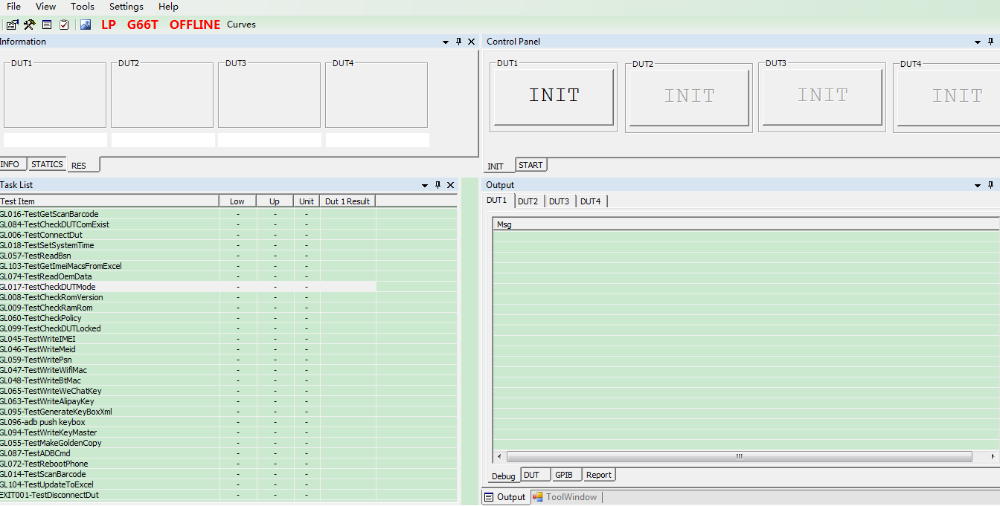 File View Tools Settings Help
LP G66T OFFLINE Curves
Information
DUT1 DUT2 DUT3 DUT4
INFO STATICS RES
Control Panel
DUT1 DUT2 DUT3 DUT4
INIT INIT INIT INIT
INIT START
Task List
Test Item Low Up Unit Dut 1 Result
GL016-TestGetScanBarcode - - -
GL084-TestCheckDUTComExist - - -
GL006-TestConnectDut - - -
GL018-TestSetSystemTime - - -
GL057-TestReadBsn - - -
GL103-TestGetImeiMacsFromExcel - - -
GL074-TestReadOemData - - -
GL017-TestCheckDUTMode - - -
GL008-TestCheckRomVersion - - -
GL009-TestCheckRamRom - - -
GL060-TestCheckPolicy - - -
GL099-TestCheckDUTLocked - - -
GL045-TestWriteIMEI - - -
GL046-TestWriteMeid - - -
GL059-TestWritePsn - - -
GL047-TestWriteWifiMac - - -
GL048-TestWriteBtMac - - -
GL065-TestWriteWeChatKey - - -
GL063-TestWriteAlipayKey - - -
GL095-TestGenerateKeyBoxXml - - -
GL096-adb push keybox - - -
GL094-TestWriteKeyMaster - - -
GL055-TestMakeGoldenCopy - - -
GL087-TestADBCmd - - -
GL072-TestRebootPhone - - -
GL014-TestScanBarcode - - -
GL104-TestUpdateToExcel - - -
EXIT001-TestDisconnectDut - - -
Output
DUT1 DUT2 DUT3 DUT4
Msg
Debug DUT GPIB Report
Output ToolWindow